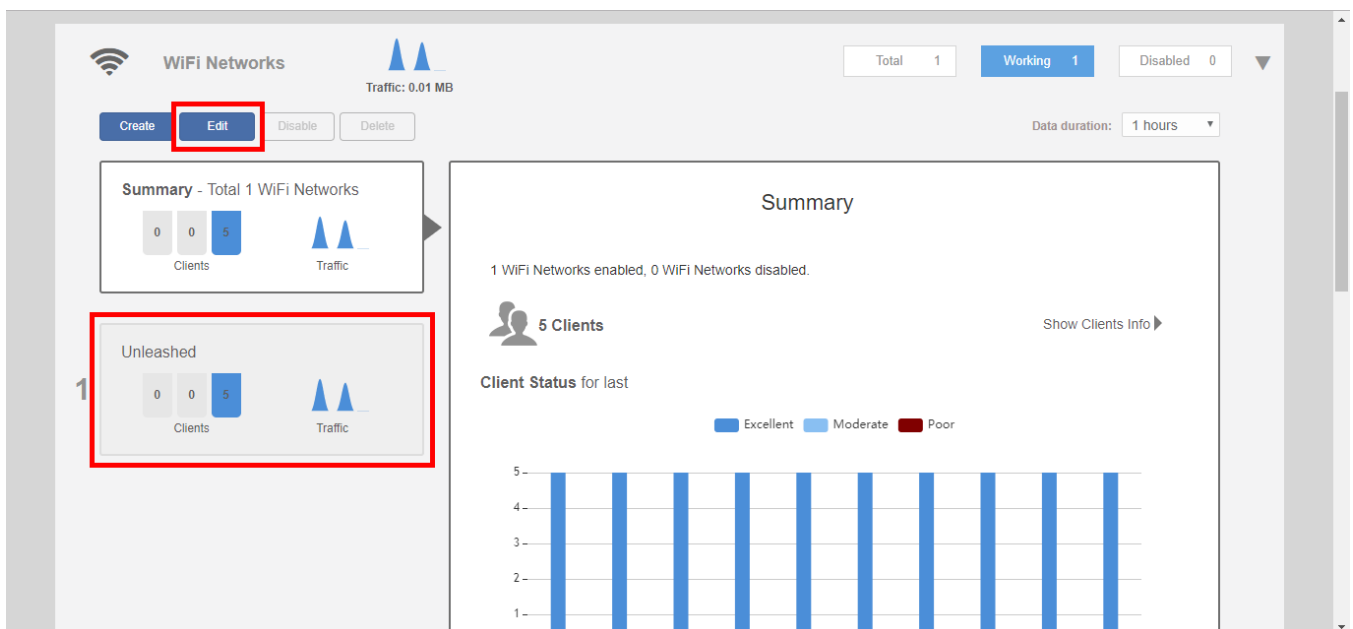 WiFi Networks
Traffic: 0.01 MB
Total 1
Working 1
Disabled 0
Create
Edit
Disable
Delete
Data duration: 1 hours
Summary - Total 1 WiFi Networks
0 0 5
Clients
Traffic
1
Unleashed
0 0 5
Clients
Traffic
Summary
1 WiFi Networks enabled, 0 WiFi Networks disabled.
5 Clients
Show Clients Info
Client Status for last
Excellent
Moderate
Poor
5
4
3
2
1